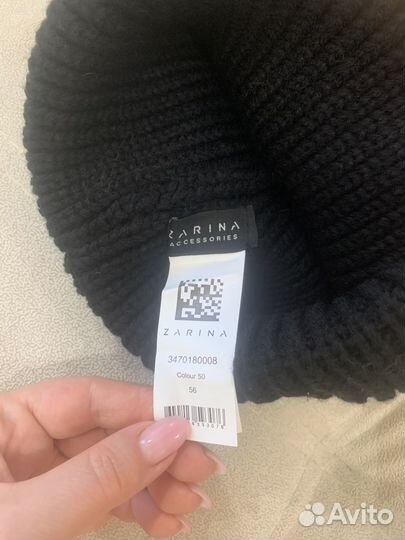 ZARINA
ACCESSORIES
ZARINA
3470180008
Colour 50
56
Avito